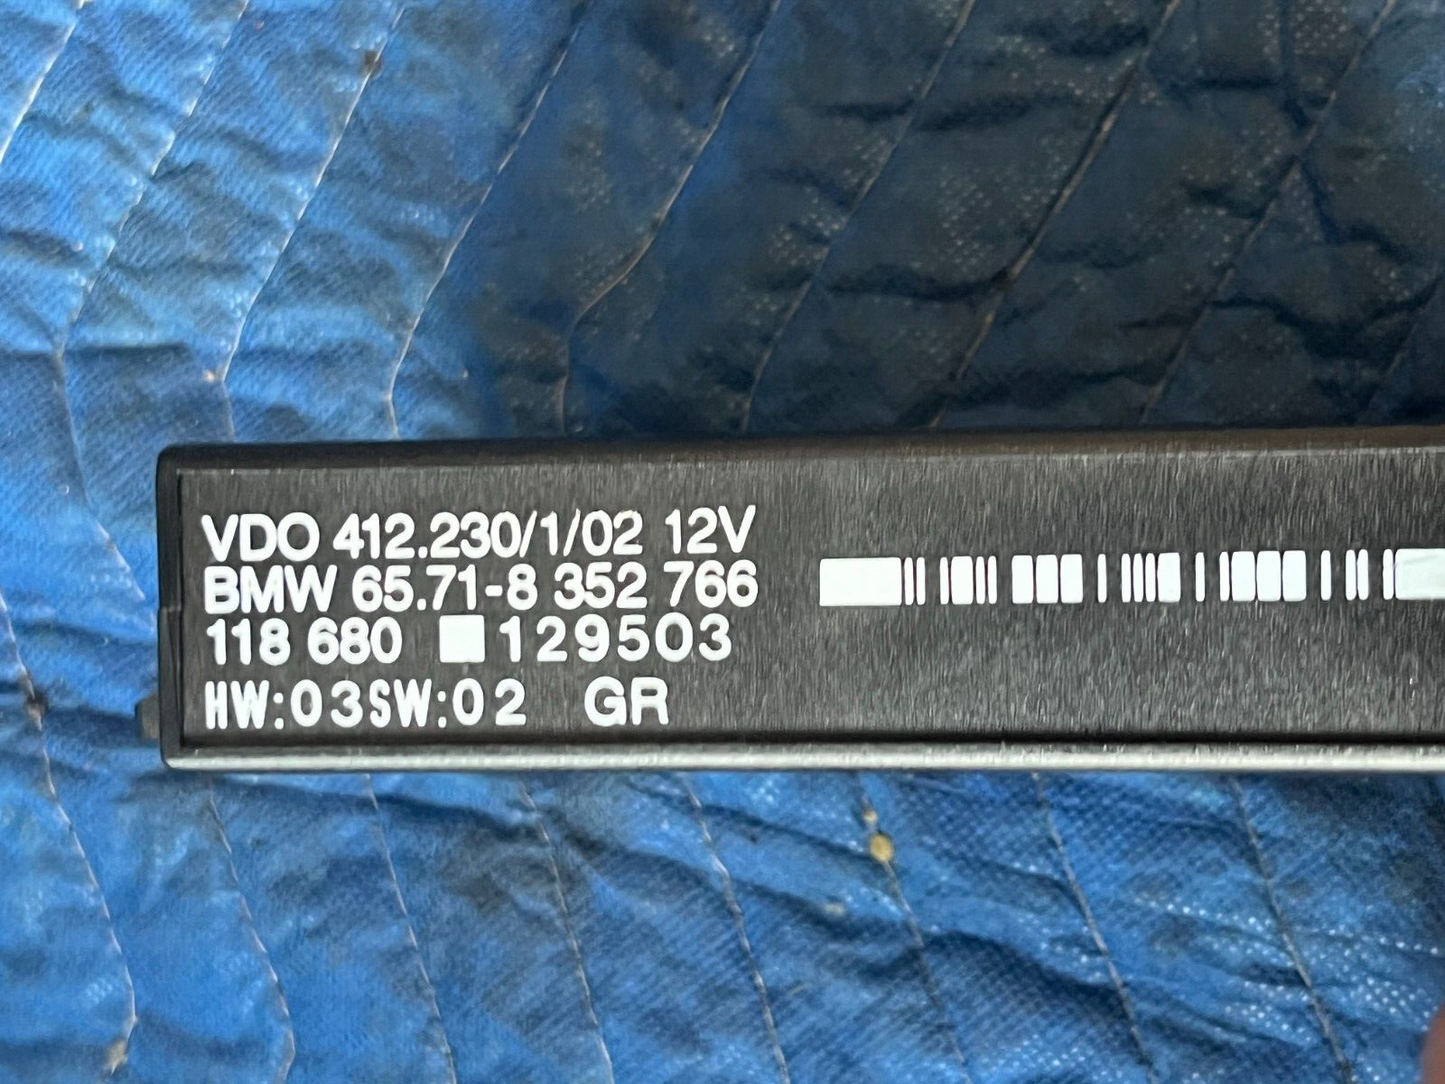 VDO 412.230/1/02 12V
BMW 65.71-8 352 766
118 680 129503
HW:03SW:02 GR